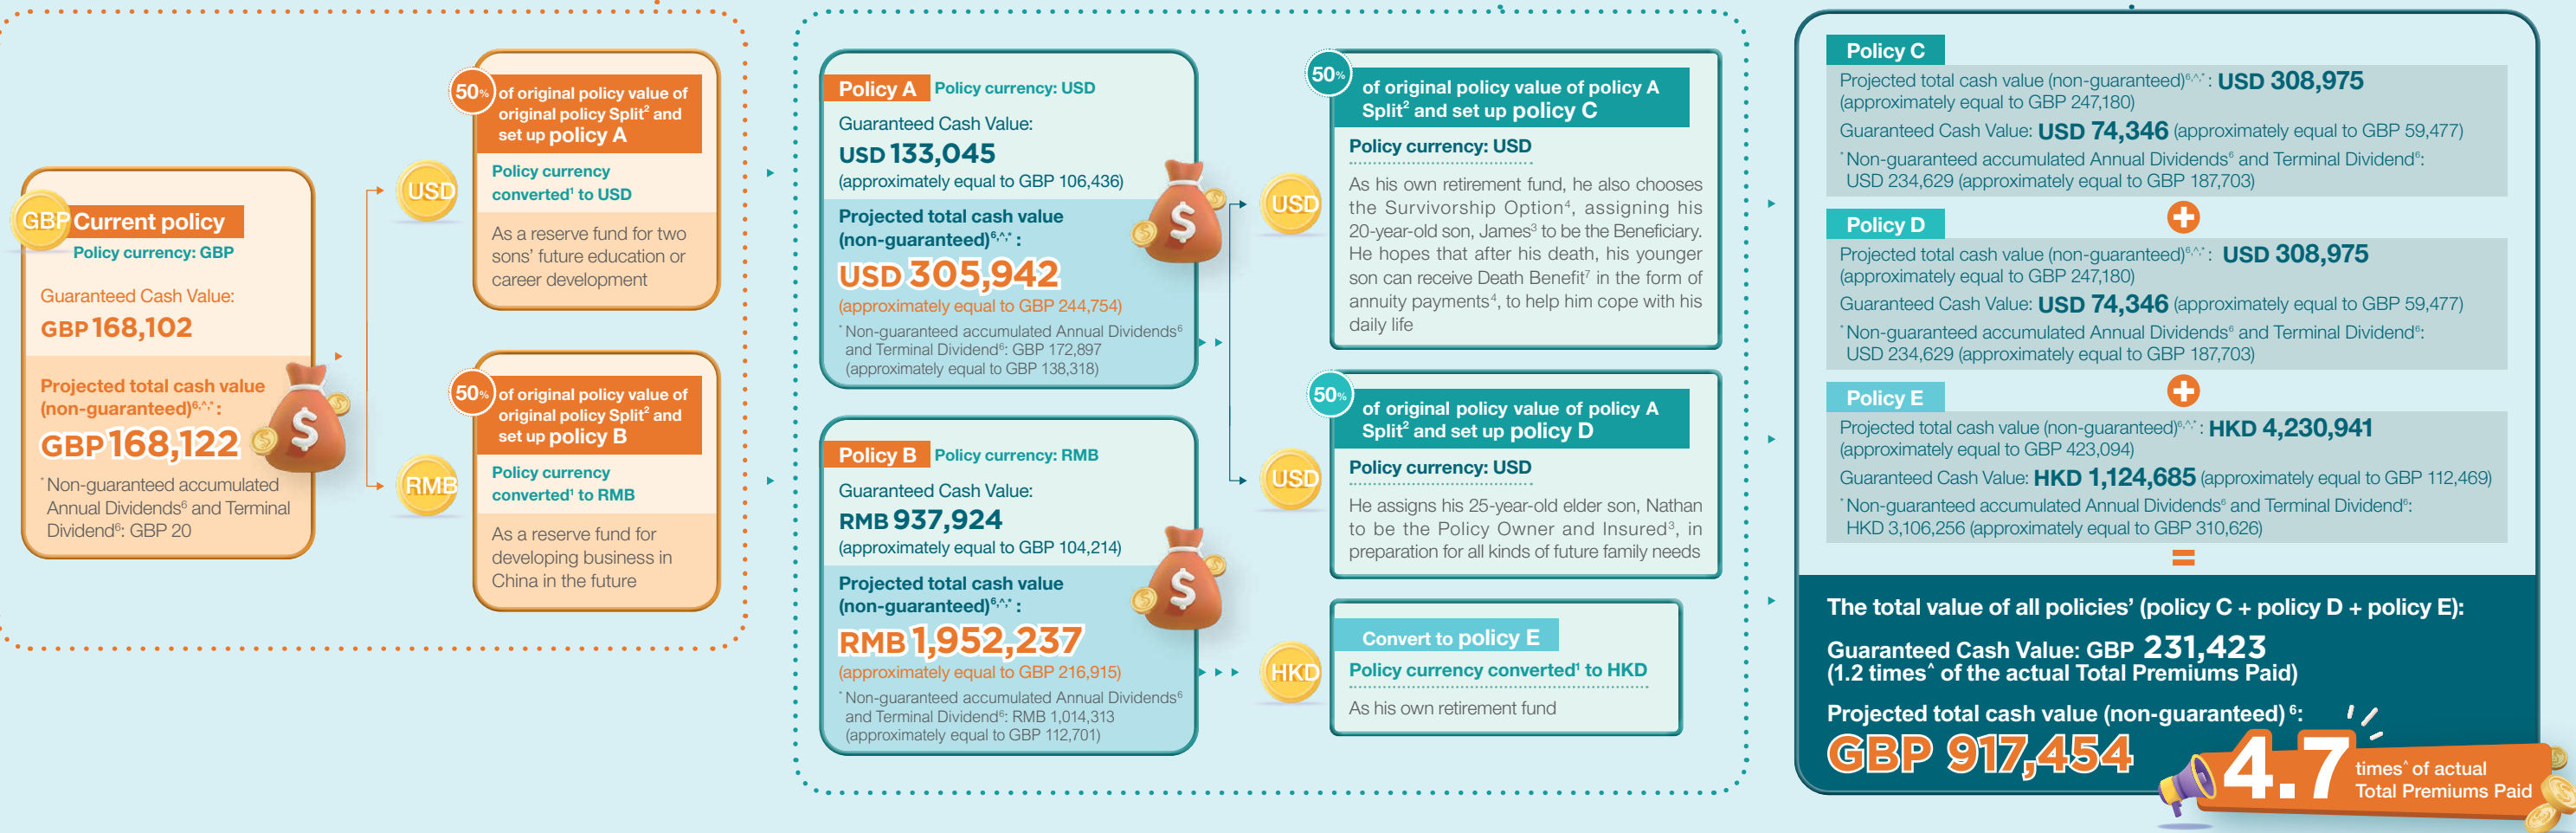 GBP Current policy
Policy currency: GBP
Guaranteed Cash Value:
GBP 168,102
Projected total cash value
(non-guaranteed)⁶,^,* :
GBP 168,122
* Non-guaranteed accumulated
Annual Dividends⁶ and Terminal
Dividend⁶: GBP 20
USD
50% of original policy value of
original policy Split² and
set up policy A
Policy currency
converted¹ to USD
As a reserve fund for two
sons' future education or
career development
RMB
50% of original policy value of
original policy Split² and
set up policy B
Policy currency
converted¹ to RMB
As a reserve fund for
developing business in
China in the future
Policy A Policy currency: USD
Guaranteed Cash Value:
USD 133,045
(approximately equal to GBP 106,436)
Projected total cash value
(non-guaranteed)⁶,^,* :
USD 305,942
(approximately equal to GBP 244,754)
* Non-guaranteed accumulated Annual Dividends⁶
and Terminal Dividend⁶: GBP 172,897
(approximately equal to GBP 138,318)
Policy B Policy currency: RMB
Guaranteed Cash Value:
RMB 937,924
(approximately equal to GBP 104,214)
Projected total cash value
(non-guaranteed)⁶,^,* :
RMB 1,952,237
(approximately equal to GBP 216,915)
* Non-guaranteed accumulated Annual Dividends⁶
and Terminal Dividend⁶: RMB 1,014,313
(approximately equal to GBP 112,701)
USD
50% of original policy value of policy A
Split² and set up policy C
Policy currency: USD
As his own retirement fund, he also chooses
the Survivorship Option⁴, assigning his
20-year-old son, James³ to be the Beneficiary.
He hopes that after his death, his younger
son can receive Death Benefit⁷ in the form of
annuity payments⁴, to help him cope with his
daily life
USD
50% of original policy value of policy A
Split² and set up policy D
Policy currency: USD
He assigns his 25-year-old elder son, Nathan
to be the Policy Owner and Insured³, in
preparation for all kinds of future family needs
HKD
Convert to policy E
Policy currency converted¹ to HKD
As his own retirement fund
Policy C
Projected total cash value (non-guaranteed)⁶,^,* : USD 308,975
(approximately equal to GBP 247,180)
Guaranteed Cash Value: USD 74,346 (approximately equal to GBP 59,477)
* Non-guaranteed accumulated Annual Dividends⁶ and Terminal Dividend⁶:
USD 234,629 (approximately equal to GBP 187,703)
+
Policy D
Projected total cash value (non-guaranteed)⁶,^,* : USD 308,975
(approximately equal to GBP 247,180)
Guaranteed Cash Value: USD 74,346 (approximately equal to GBP 59,477)
* Non-guaranteed accumulated Annual Dividends⁶ and Terminal Dividend⁶:
USD 234,629 (approximately equal to GBP 187,703)
+
Policy E
Projected total cash value (non-guaranteed)⁶,^,* : HKD 4,230,941
(approximately equal to GBP 423,094)
Guaranteed Cash Value: HKD 1,124,685 (approximately equal to GBP 112,469)
* Non-guaranteed accumulated Annual Dividends⁶ and Terminal Dividend⁶:
HKD 3,106,256 (approximately equal to GBP 310,626)
=
The total value of all policies' (policy C + policy D + policy E):
Guaranteed Cash Value: GBP 231,423
(1.2 times^ of the actual Total Premiums Paid)
Projected total cash value (non-guaranteed) ⁶:
GBP 917,454
4.7 times^ of actual
Total Premiums Paid